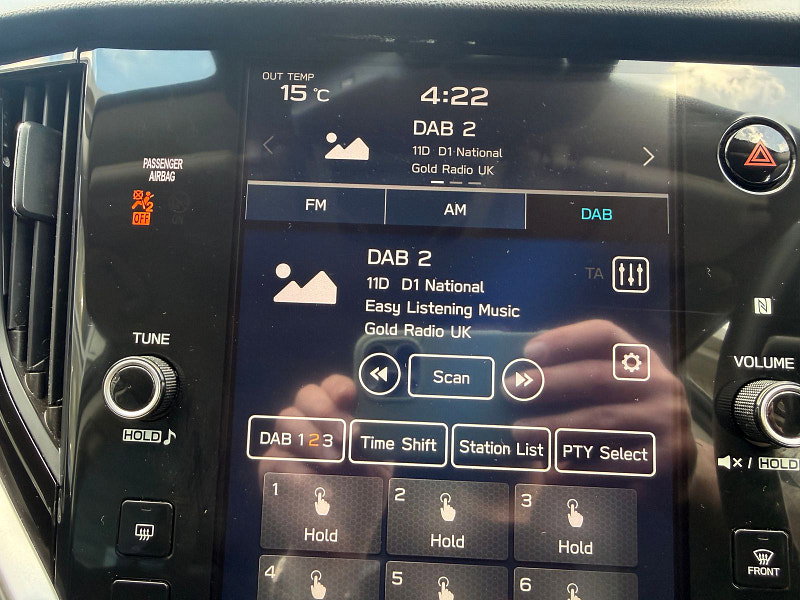 OUT TEMP
15 °C
4:22
DAB 2
11D D1 National
Gold Radio UK
PASSENGER
AIRBAG
2
OFF
FM
AM
DAB
DAB 2
11D D1 National
Easy Listening Music
Gold Radio UK
TA
Scan
TUNE
HOLD
VOLUME
/ HOLD
DAB 1 2 3
Time Shift
Station List
PTY Select
1
Hold
2
Hold
3
Hold
4
5
6
FRONT